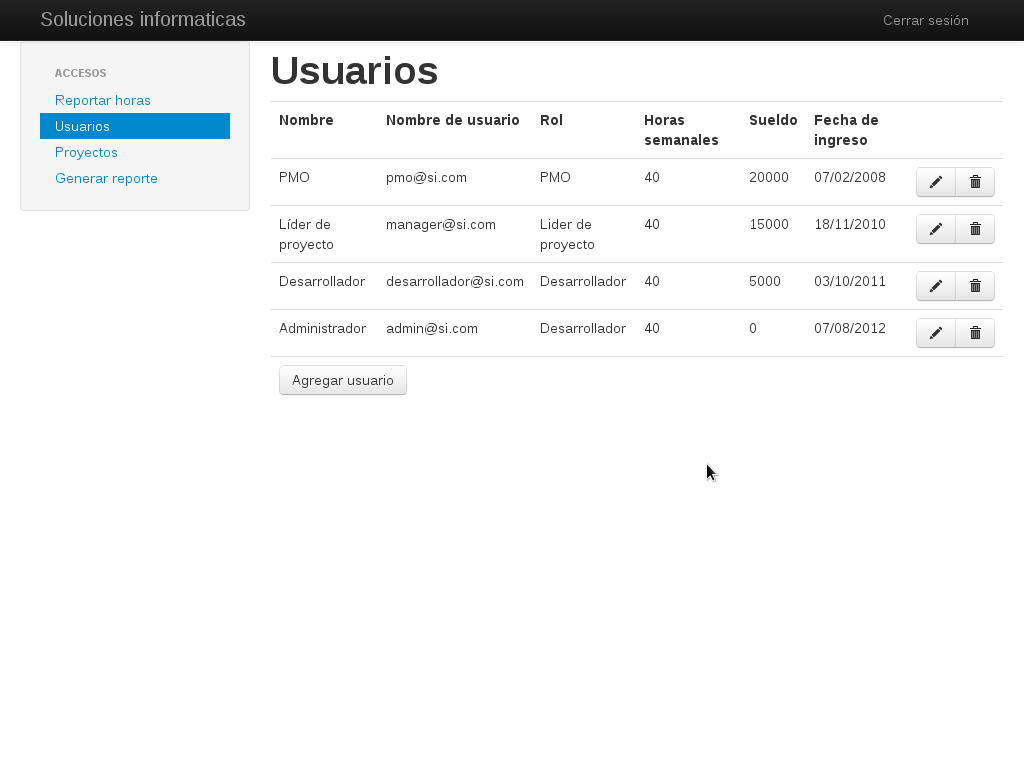 Soluciones informaticas Cerrar sesión
ACCESOS
Reportar horas
Usuarios
Proyectos
Generar reporte
Usuarios
Nombre Nombre de usuario Rol Horas semanales Sueldo Fecha de ingreso
PMO pmo@si.com PMO 40 20000 07/02/2008
Líder de proyecto manager@si.com Lider de proyecto 40 15000 18/11/2010
Desarrollador desarrollador@si.com Desarrollador 40 5000 03/10/2011
Administrador admin@si.com Desarrollador 40 0 07/08/2012
Agregar usuario